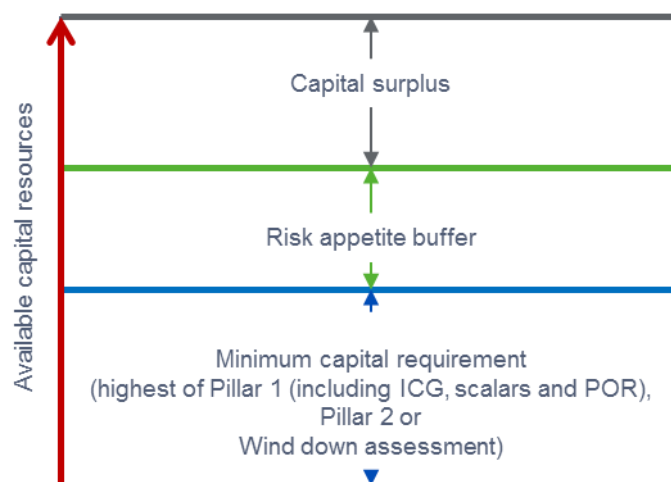 Available capital resources
Capital surplus
Risk appetite buffer
Minimum capital requirement
(highest of Pillar 1 (including ICG, scalars and POR),
Pillar 2 or
Wind down assessment)